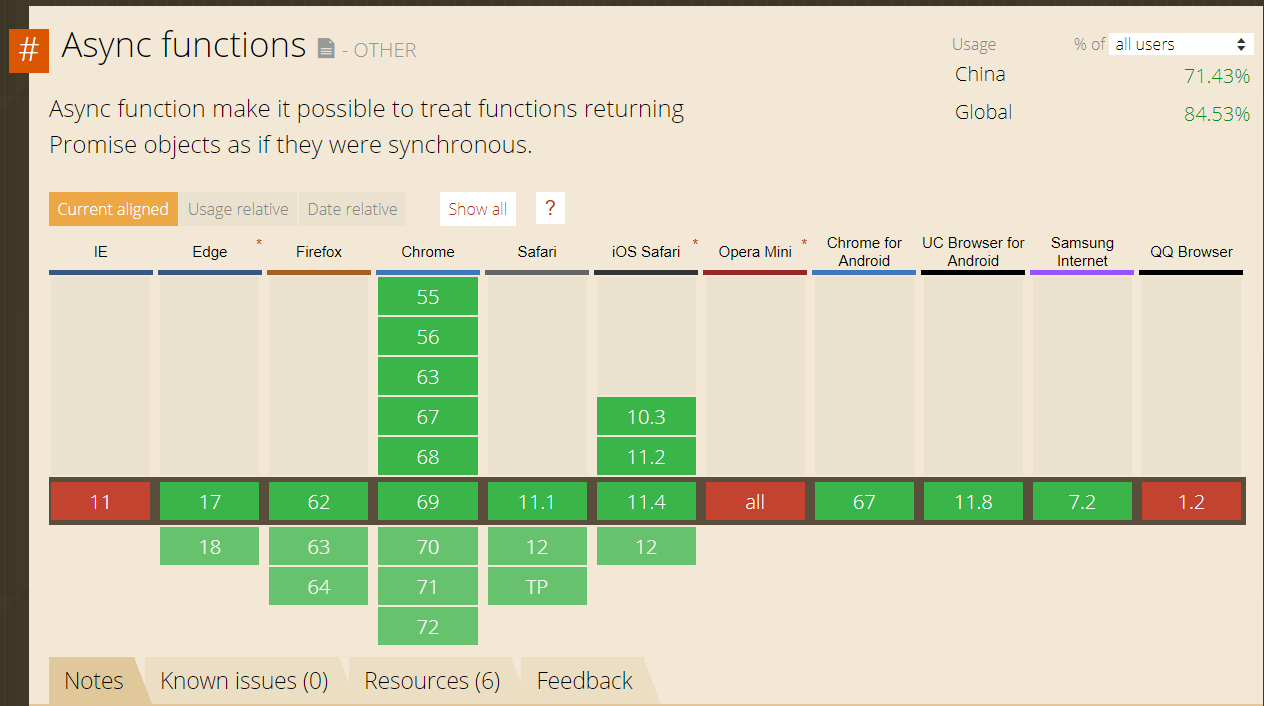 # Async functions - OTHER
Usage % of all users
China 71.43%
Global 84.53%
Async function make it possible to treat functions returning
Promise objects as if they were synchronous.
Current aligned Usage relative Date relative Show all ?
IE Edge * Firefox Chrome Safari iOS Safari * Opera Mini * Chrome for Android UC Browser for Android Samsung Internet QQ Browser
55
56
63
67 10.3
68 11.2
11 17 62 69 11.1 11.4 all 67 11.8 7.2 1.2
18 63 70 12 12
64 71 TP
72
Notes Known issues (0) Resources (6) Feedback